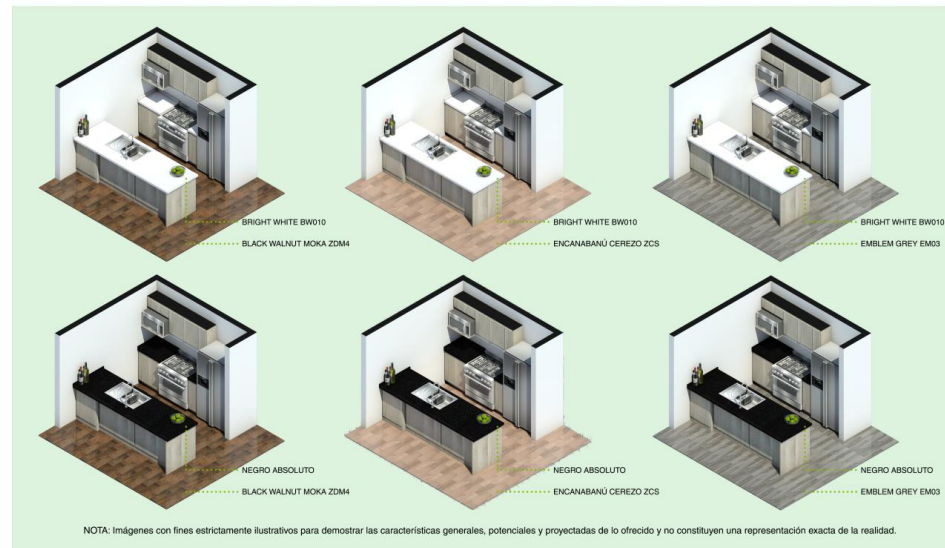 BRIGHT WHITE BW010
BLACK WALNUT MOKA ZDM4
BRIGHT WHITE BW010
ENCANABANÚ CEREZO ZCS
BRIGHT WHITE BW010
EMBLEM GREY EM03
NEGRO ABSOLUTO
BLACK WALNUT MOKA ZDM4
NEGRO ABSOLUTO
ENCANABANÚ CEREZO ZCS
NEGRO ABSOLUTO
EMBLEM GREY EM03
NOTA: Imágenes con fines estrictamente ilustrativos para demostrar las características generales, potenciales y proyectadas de lo ofrecido y no constituyen una representación exacta de la realidad.